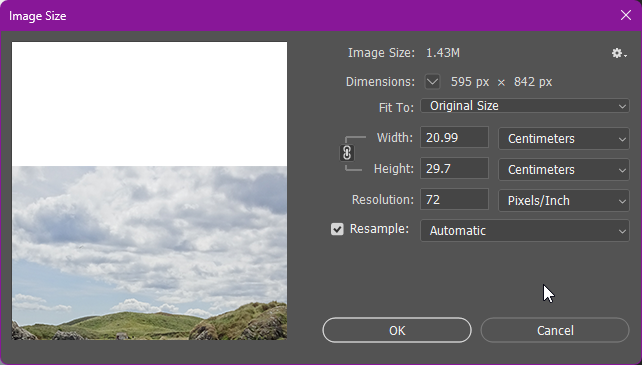 Image Size
Image Size: 1.43M
Dimensions: 595 px × 842 px
Fit To: Original Size
Width: 20.99 Centimeters
Height: 29.7 Centimeters
Resolution: 72 Pixels/Inch
Resample: Automatic
OK Cancel